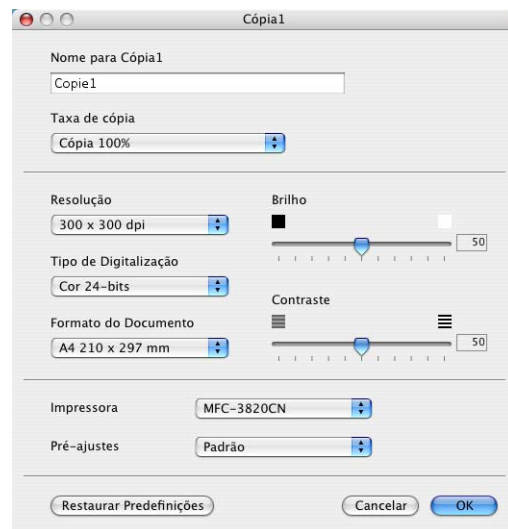 Cópia1
Nome para Cópia1
Copie1
Taxa de cópia
Cópia 100%
Resolução
300 x 300 dpi
Brilho
50
Tipo de Digitalização
Cor 24-bits
Contraste
50
Formato do Documento
A4 210 x 297 mm
Impressora
MFC-3820CN
Pré-ajustes
Padrão
Restaurar Predefinições
Cancelar
OK